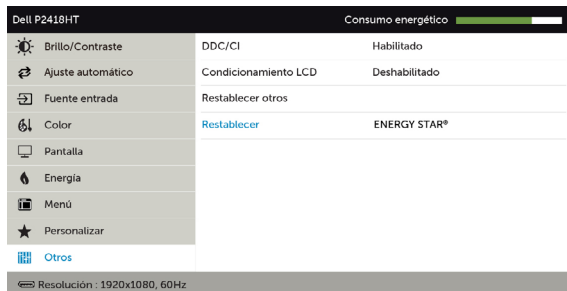 Dell P2418HT Consumo energético
Brillo/Contraste DDC/CI Habilitado
Ajuste automático Condicionamiento LCD Deshabilitado
Fuente entrada Restablecer otros
Color Restablecer ENERGY STAR®
Pantalla
Energía
Menú
Personalizar
Otros
Resolución : 1920x1080, 60Hz